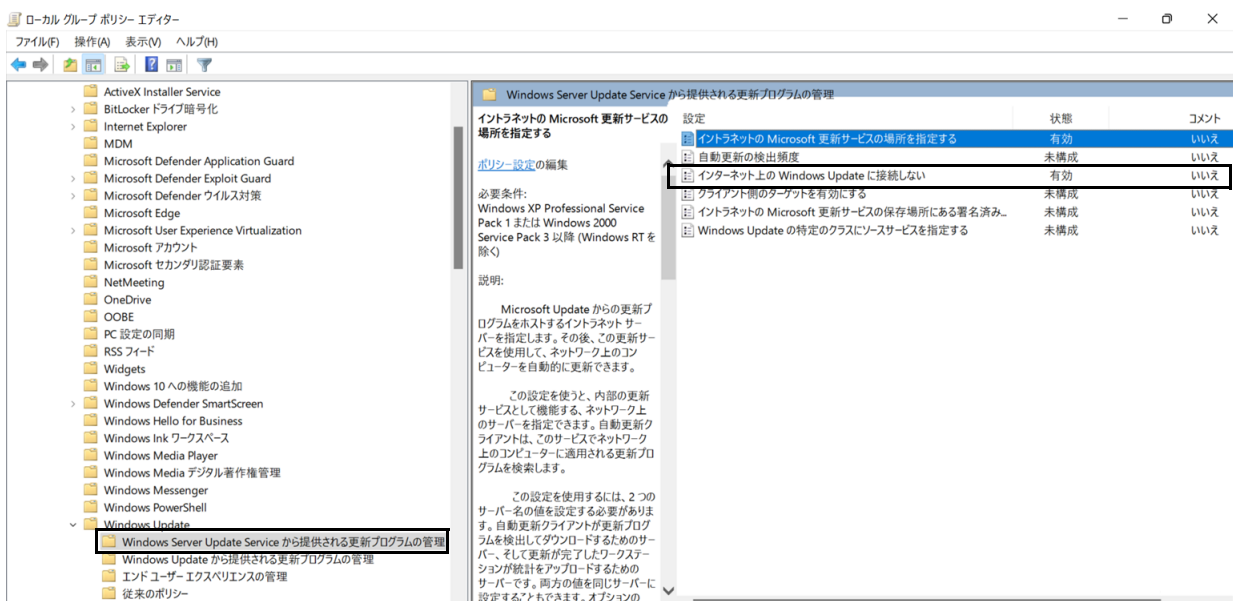 ローカル グループ ポリシー エディター
ファイル(F) 操作(A) 表示(V) ヘルプ(H)
ActiveX Installer Service
BitLocker ドライブ暗号化
Internet Explorer
MDM
Microsoft Defender Application Guard
Microsoft Defender Exploit Guard
Microsoft Defender ウイルス対策
Microsoft Edge
Microsoft User Experience Virtualization
Microsoft アカウント
Microsoft セカンダリ認証要素
NetMeeting
OneDrive
OOBE
PC 設定の同期
RSS フィード
Widgets
Windows 10 への機能の追加
Windows Defender SmartScreen
Windows Hello for Business
Windows Ink ワークスペース
Windows Media Player
Windows Media デジタル著作権管理
Windows Messenger
Windows PowerShell
Windows Update
Windows Server Update Service から提供される更新プログラムの管理
Windows Update から提供される更新プログラムの管理
エンド ユーザー エクスペリエンスの管理
従来のポリシー
Windows Server Update Service から提供される更新プログラムの管理
イントラネットの Microsoft 更新サービスの
場所を指定する
ポリシー設定の編集
必要条件:
Windows XP Professional Service
Pack 1 または Windows 2000
Service Pack 3 以降 (Windows RT を
除く)
説明:
Microsoft Update からの更新プ
ログラムをホストするイントラネット サー
バーを指定します。その後、この更新サー
ビスを使用して、ネットワーク上のコン
ピューターを自動的に更新できます。
この設定を使うと、内部の更新
サービスとして機能する、ネットワーク上
のサーバーを指定できます。自動更新ク
ライアントは、このサービスでネットワーク
上のコンピューターに適用される更新プロ
グラムを検索します。
この設定を使用するには、2 つの
サーバー名の値を設定する必要がありま
す。自動更新クライアントが更新プログ
ラムを検出してダウンロードするためのサー
バー、そして更新が完了したワークステー
ションが統計をアップロードするための
サーバーです。両方の値を同じサーバーに
設定することもできます。オプションの
設定 状態 コメント
イントラネットの Microsoft 更新サービスの場所を指定する 有効 いいえ
自動更新の検出頻度 未構成 いいえ
インターネット上の Windows Update に接続しない 有効 いいえ
クライアント側のターゲットを有効にする 未構成 いいえ
イントラネットの Microsoft 更新サービスの保存場所にある署名済み... 未構成 いいえ
Windows Update の特定のクラスにソースサービスを指定する 未構成 いいえ